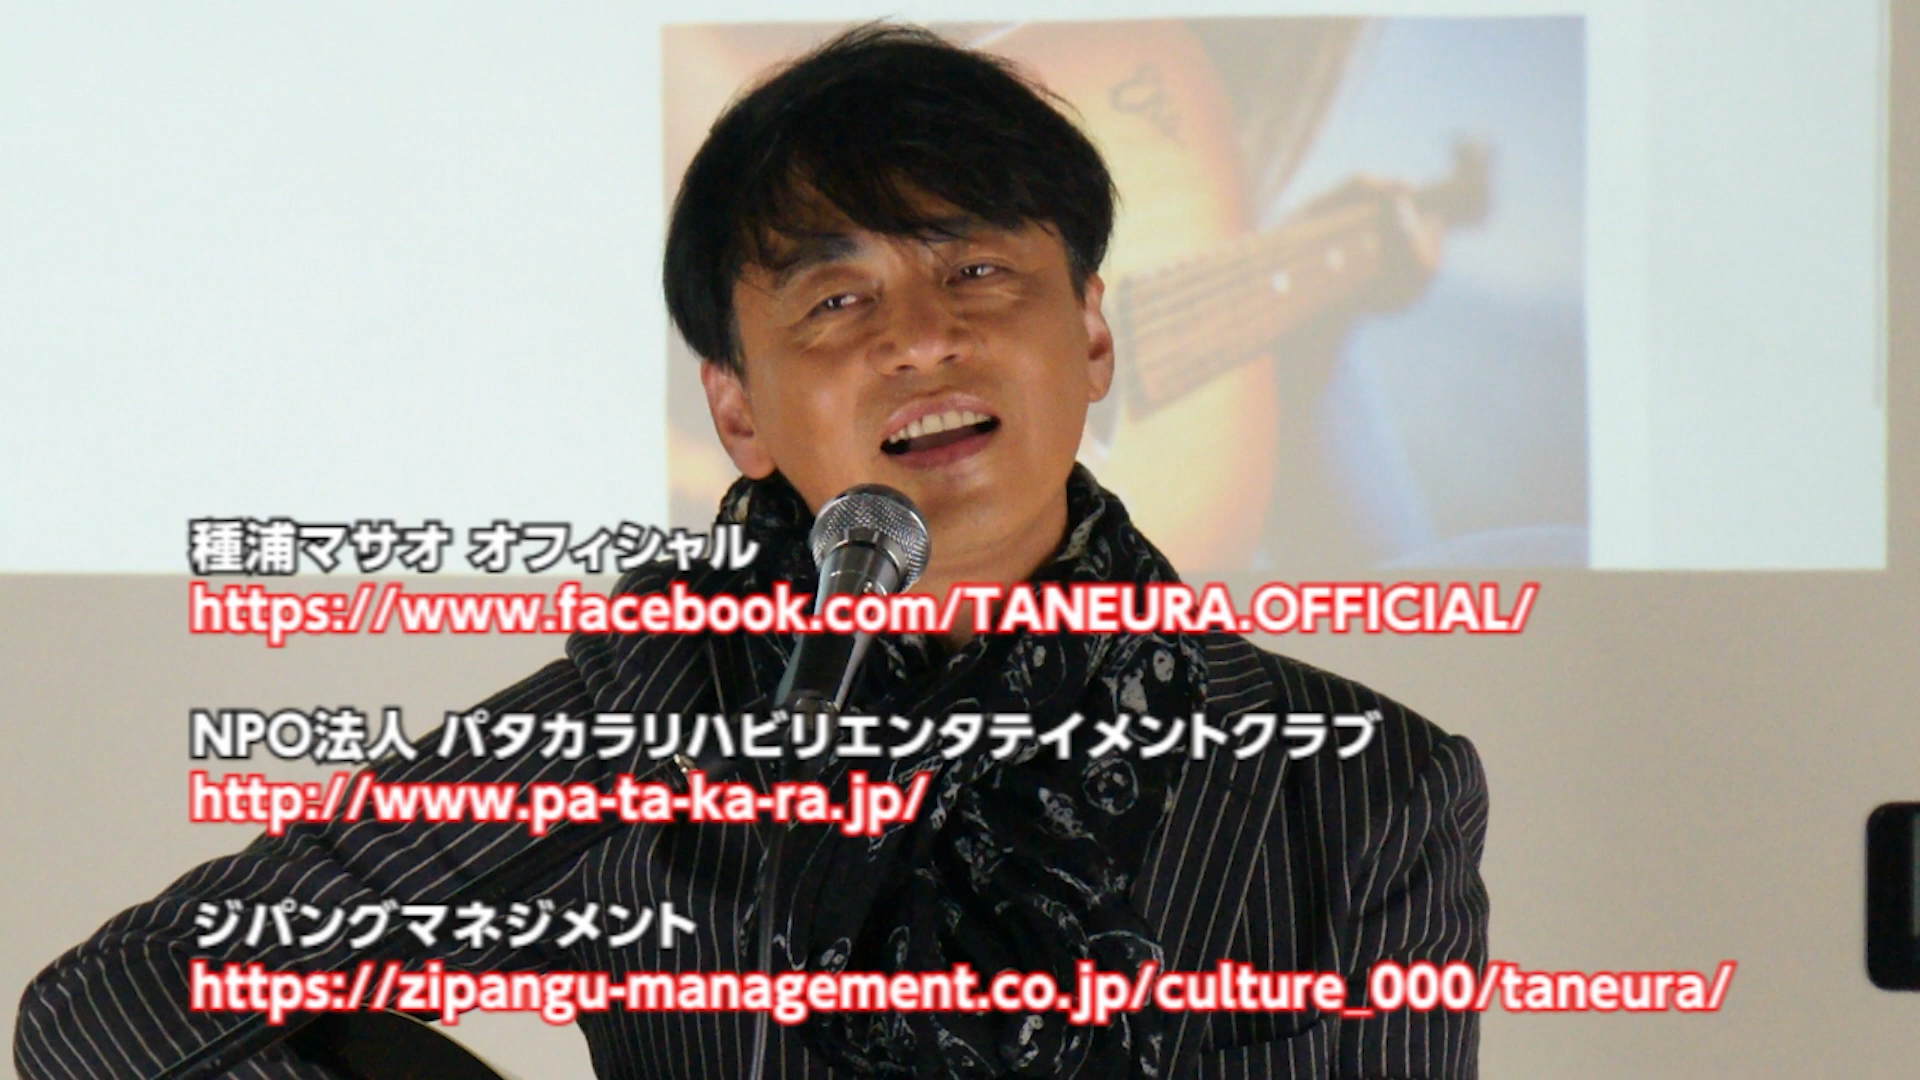 種浦マサオ オフィシャル
https://www.facebook.com/TANEURA.OFFICIAL/
NPO法人 パタカラリハビリエンタテイメントクラブ
http://www.pa-ta-ka-ra.jp/
ジパングマネジメント
https://zipangu-management.co.jp/culture_000/taneura/